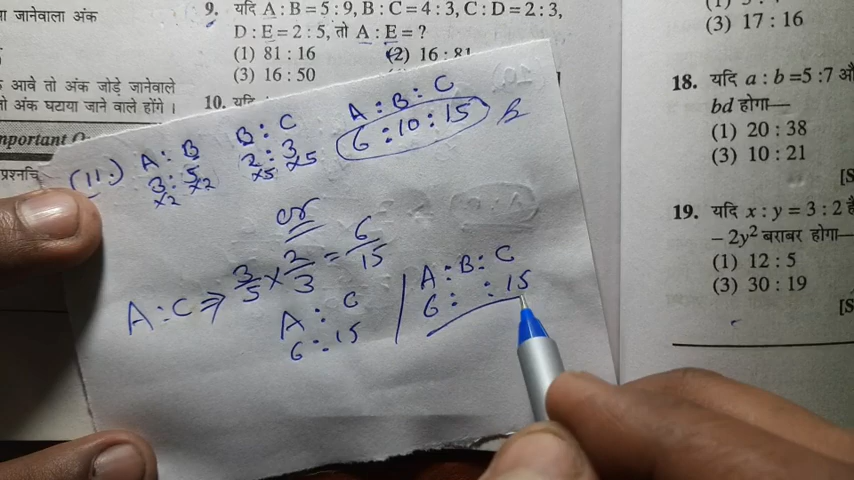 ा जानेवाला अंक
आवे तो अंक जोड़े जानेवाले
ो अंक घटाया जाने वाले होंगे ।
mportant Q
प्रश्नचि
9. यदि A : B = 5 : 9, B : C = 4 : 3, C : D = 2 : 3,
D : E = 2 : 5, तो A : E = ?
(1) 81 : 16 (2) 16 : 81
(3) 16 : 50
10. यदि
(11.) A : B B : C A : B : C
3 : 5 2 : 3 6 : 10 : 15 B
×2 ×2 ×5 ×5
or
A : C ⇒ 3/5 × 2/3 = 6/15
A : C
6 : 15
A : B : C
6 : : 15
(3) 17 : 16
18. यदि a : b = 5 : 7 औ
bd होगा—
(1) 20 : 38
(3) 10 : 21
[S
19. यदि x : y = 3 : 2 है
– 2y² बराबर होगा—
(1) 12 : 5
(3) 30 : 19
[S